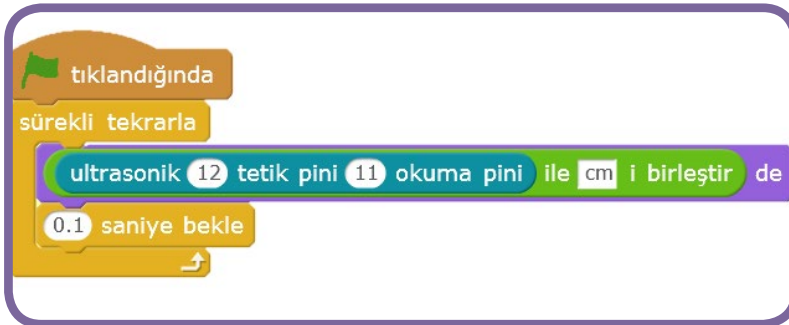 tıklandığında
sürekli tekrarla
ultrasonik 12 tetik pini 11 okuma pini ile cm i birleştir de
0.1 saniye bekle